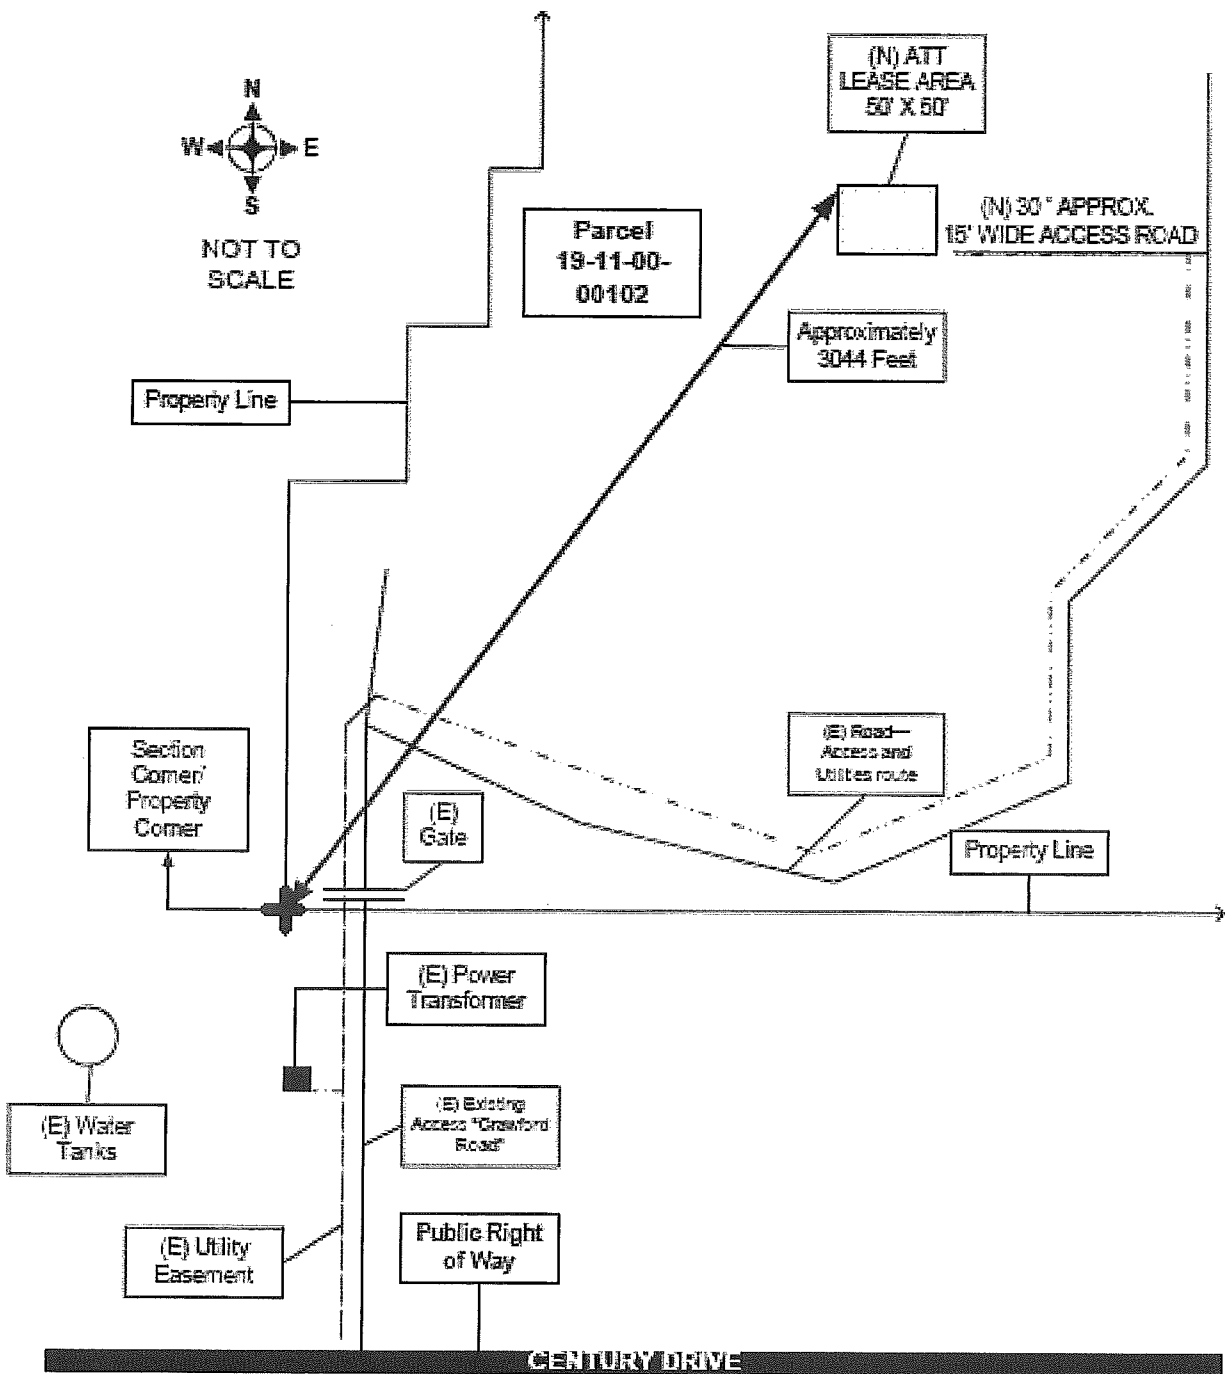 (N) ATT
LEASE AREA
50' X 50'
N
W
E
S
NOT TO
SCALE
Parcel
19-11-00-
00102
(N) 30 ' APPROX.
15' WIDE ACCESS ROAD
Approximately
3044 Feet
Property Line
Section
Corner/
Property
Corner
(E) Road—
Access and
Utilities route
(E)
Gate
Property Line
(E) Power
Transformer
(E) Water
Tanks
(E) Existing
Access "Crawford
Road"
(E) Utility
Easement
Public Right
of Way
CENTURY DRIVE